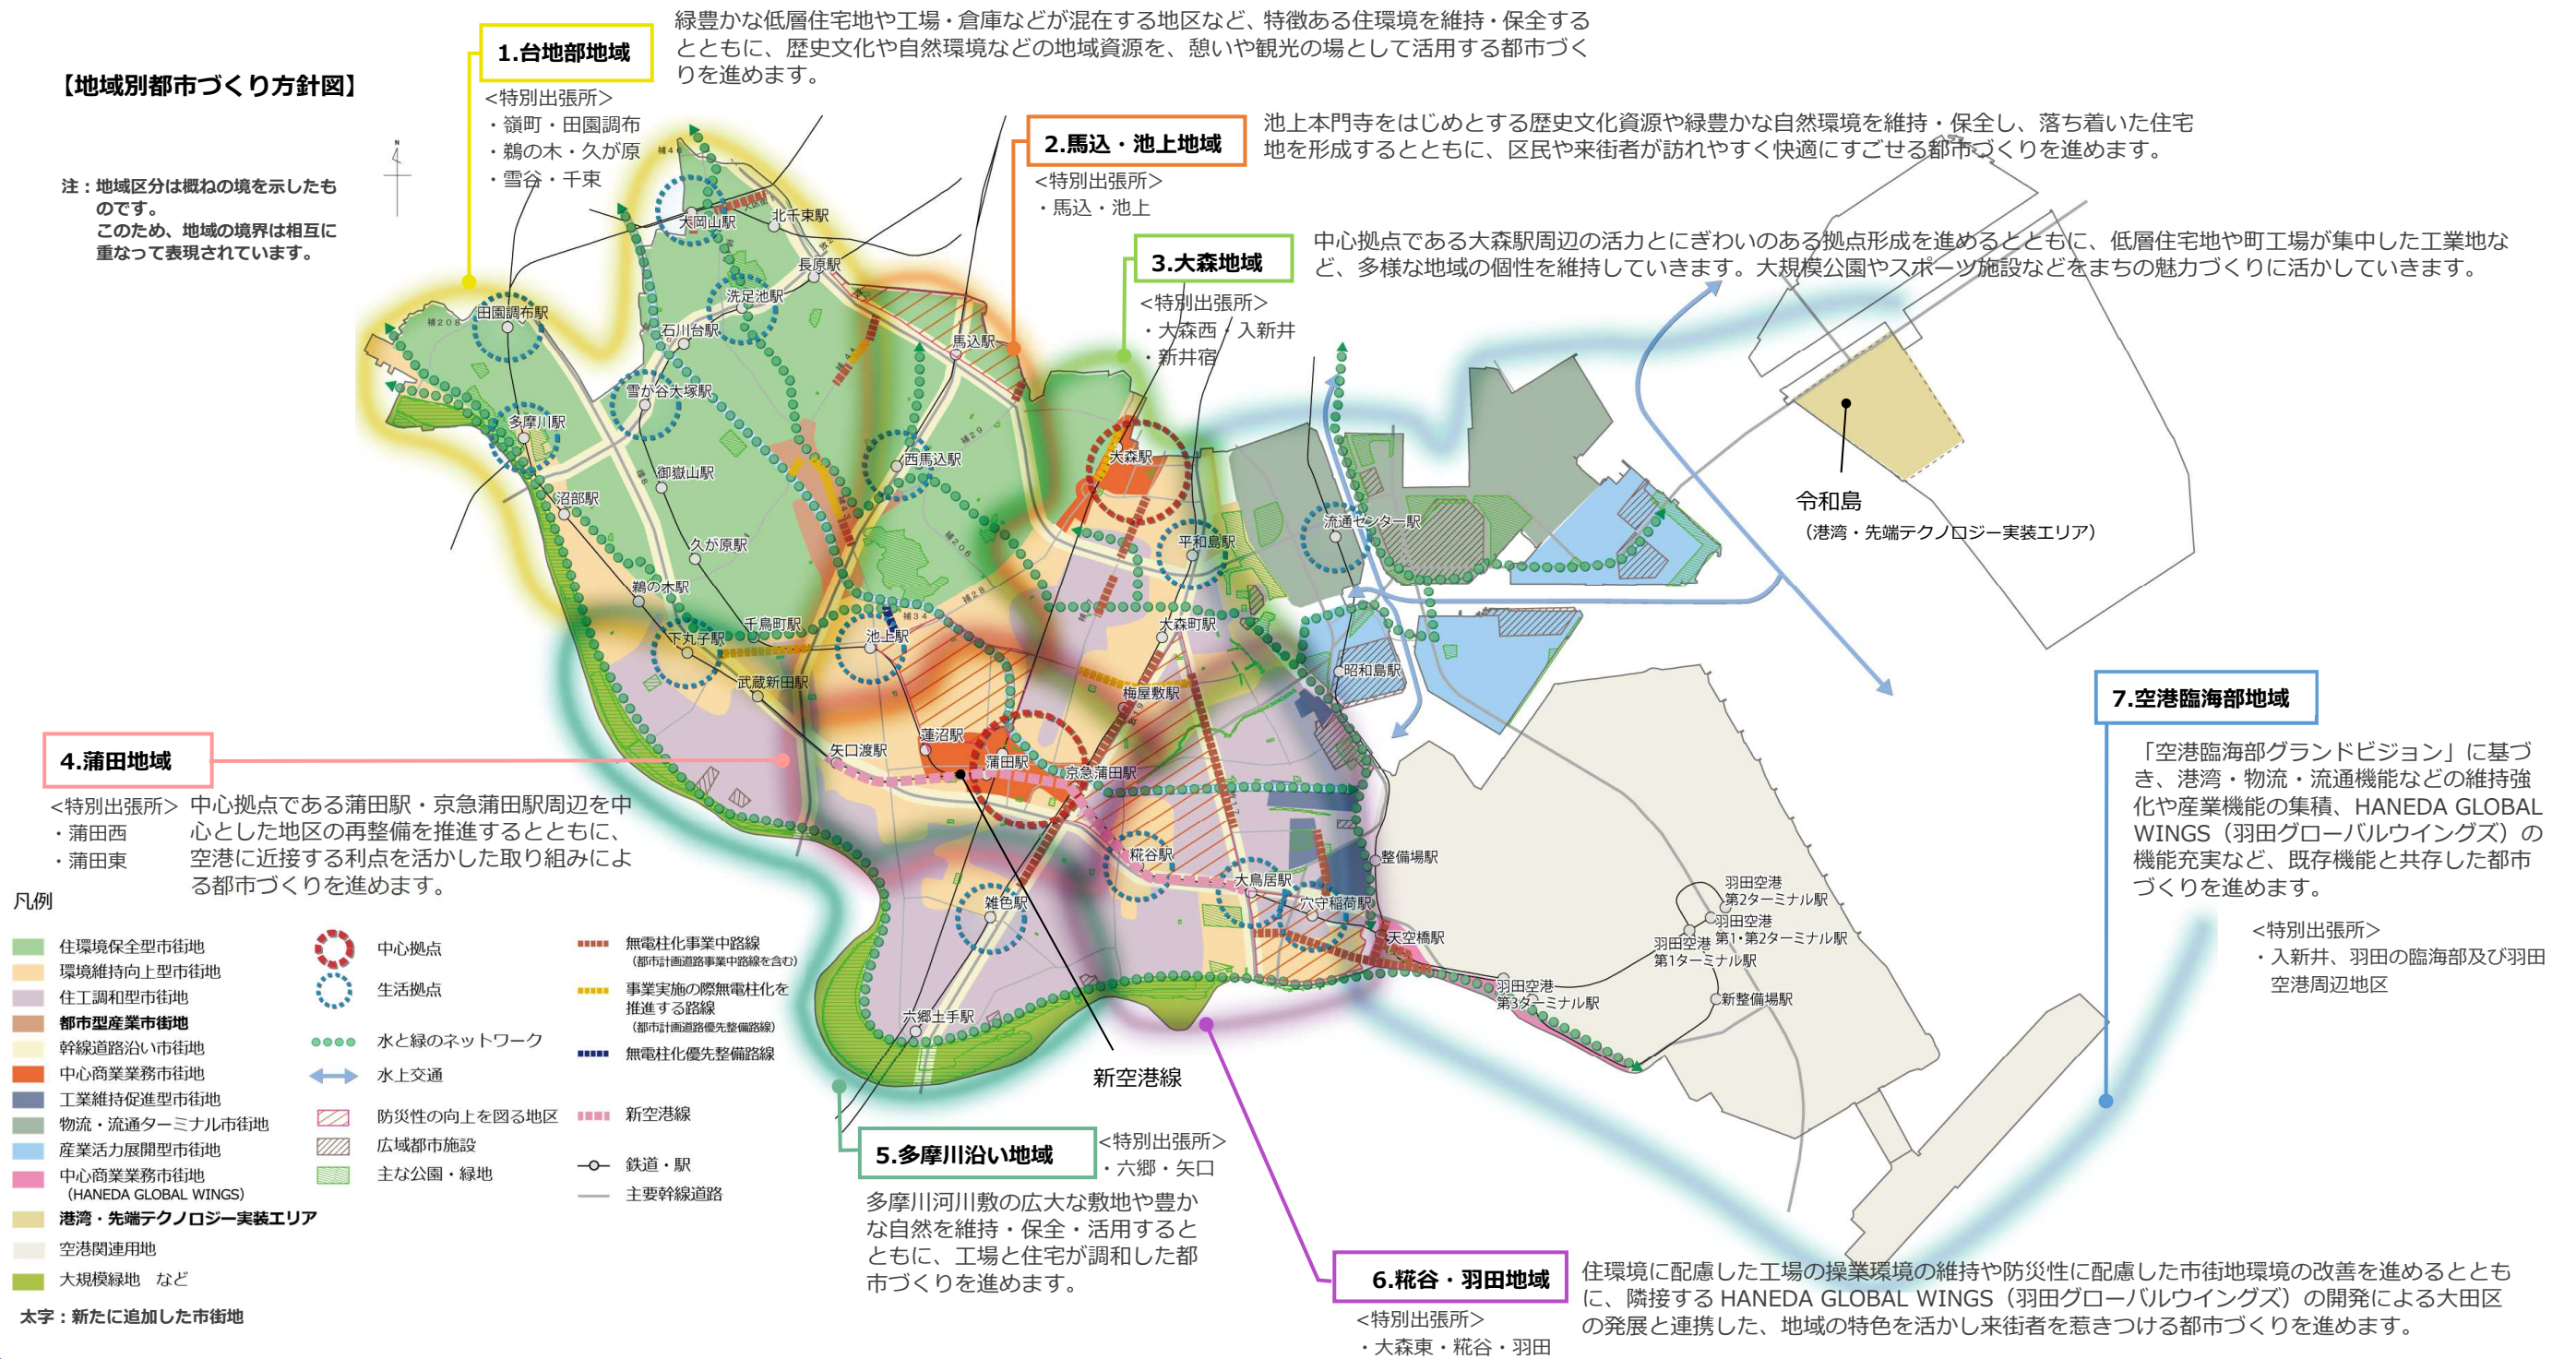 【地域別都市づくり方針図】
注：地域区分は概ねの境を示したも
のです。
このため、地域の境界は相互に
重なって表現されています。
N
1.台地部地域
緑豊かな低層住宅地や工場・倉庫などが混在する地区など、特徴ある住環境を維持・保全する
とともに、歴史文化や自然環境などの地域資源を、憩いや観光の場として活用する都市づく
りを進めます。
<特別出張所>
・嶺町・田園調布
・鵜の木・久が原
・雪谷・千束
2.馬込・池上地域
池上本門寺をはじめとする歴史文化資源や緑豊かな自然環境を維持・保全し、落ち着いた住宅
地を形成するとともに、区民や来街者が訪れやすく快適にすごせる都市づくりを進めます。
<特別出張所>
・馬込・池上
3.大森地域
中心拠点である大森駅周辺の活力とにぎわいのある拠点形成を進めるとともに、低層住宅地や町工場が集中した工業地な
ど、多様な地域の個性を維持していきます。大規模公園やスポーツ施設などをまちの魅力づくりに活かしていきます。
<特別出張所>
・大森西・入新井
・新井宿
補46
大岡山駅
北千束駅
長原駅
洗足池駅
石川台駅
田園調布駅
補208
馬込駅
雪が谷大塚駅
多摩川駅
補44
補29
西馬込駅
大森駅
御嶽山駅
環8
沼部駅
補43
久が原駅
補206
平和島駅
流通センター駅
令和島
（港湾・先端テクノロジー実装エリア）
鵜の木駅
補28
補34
千鳥町駅
池上駅
大森町駅
下丸子駅
昭和島駅
武蔵新田駅
梅屋敷駅
蓮沼駅
矢口渡駅
蒲田駅
京急蒲田駅
糀谷駅
整備場駅
大鳥居駅
穴守稲荷駅
雑色駅
天空橋駅
羽田空港
第2ターミナル駅
羽田空港
第1・第2ターミナル駅
羽田空港
第1ターミナル駅
羽田空港
第3ターミナル駅
新整備場駅
六郷土手駅
新空港線
4.蒲田地域
<特別出張所>
・蒲田西
・蒲田東
中心拠点である蒲田駅・京急蒲田駅周辺を中
心とした地区の再整備を推進するとともに、
空港に近接する利点を活かした取り組みによ
る都市づくりを進めます。
7.空港臨海部地域
「空港臨海部グランドビジョン」に基づ
き、港湾・物流・流通機能などの維持強
化や産業機能の集積、HANEDA GLOBAL
WINGS（羽田グローバルウイングズ）の
機能充実など、既存機能と共存した都市
づくりを進めます。
<特別出張所>
・入新井、羽田の臨海部及び羽田
空港周辺地区
凡例
住環境保全型市街地
環境維持向上型市街地
住工調和型市街地
都市型産業市街地
幹線道路沿い市街地
中心商業業務市街地
工業維持促進型市街地
物流・流通ターミナル市街地
産業活力展開型市街地
中心商業業務市街地
（HANEDA GLOBAL WINGS）
港湾・先端テクノロジー実装エリア
空港関連用地
大規模緑地　など
太字：新たに追加した市街地
中心拠点
生活拠点
水と緑のネットワーク
水上交通
防災性の向上を図る地区
広域都市施設
主な公園・緑地
無電柱化事業中路線
（都市計画道路事業中路線を含む）
事業実施の際無電柱化を
推進する路線
（都市計画道路優先整備路線）
無電柱化優先整備路線
新空港線
鉄道・駅
主要幹線道路
5.多摩川沿い地域
<特別出張所>
・六郷・矢口
多摩川河川敷の広大な敷地や豊か
な自然を維持・保全・活用すると
ともに、工場と住宅が調和した都
市づくりを進めます。
6.糀谷・羽田地域
<特別出張所>
・大森東・糀谷・羽田
住環境に配慮した工場の操業環境の維持や防災性に配慮した市街地環境の改善を進めるととも
に、隣接する HANEDA GLOBAL WINGS（羽田グローバルウイングズ）の開発による大田区
の発展と連携した、地域の特色を活かし来街者を惹きつける都市づくりを進めます。